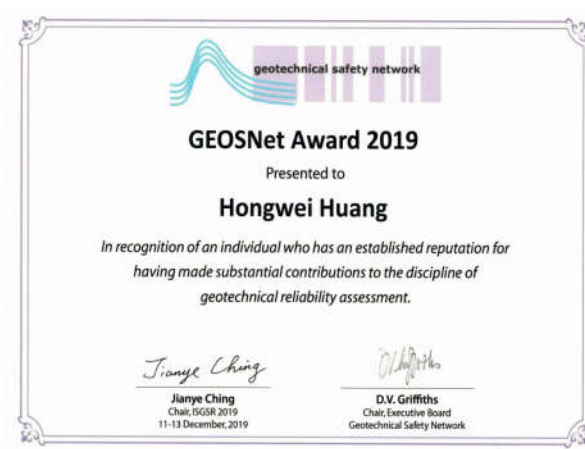 geotechnical safety network
GEOSNet Award 2019
Presented to
Hongwei Huang
In recognition of an individual who has an established reputation for
having made substantial contributions to the discipline of
geotechnical reliability assessment.
Jianye Ching
Jianye Ching
Chair, ISGSR 2019
11-13 December, 2019
D.V. Griffiths
Chair, Executive Board
Geotechnical Safety Network